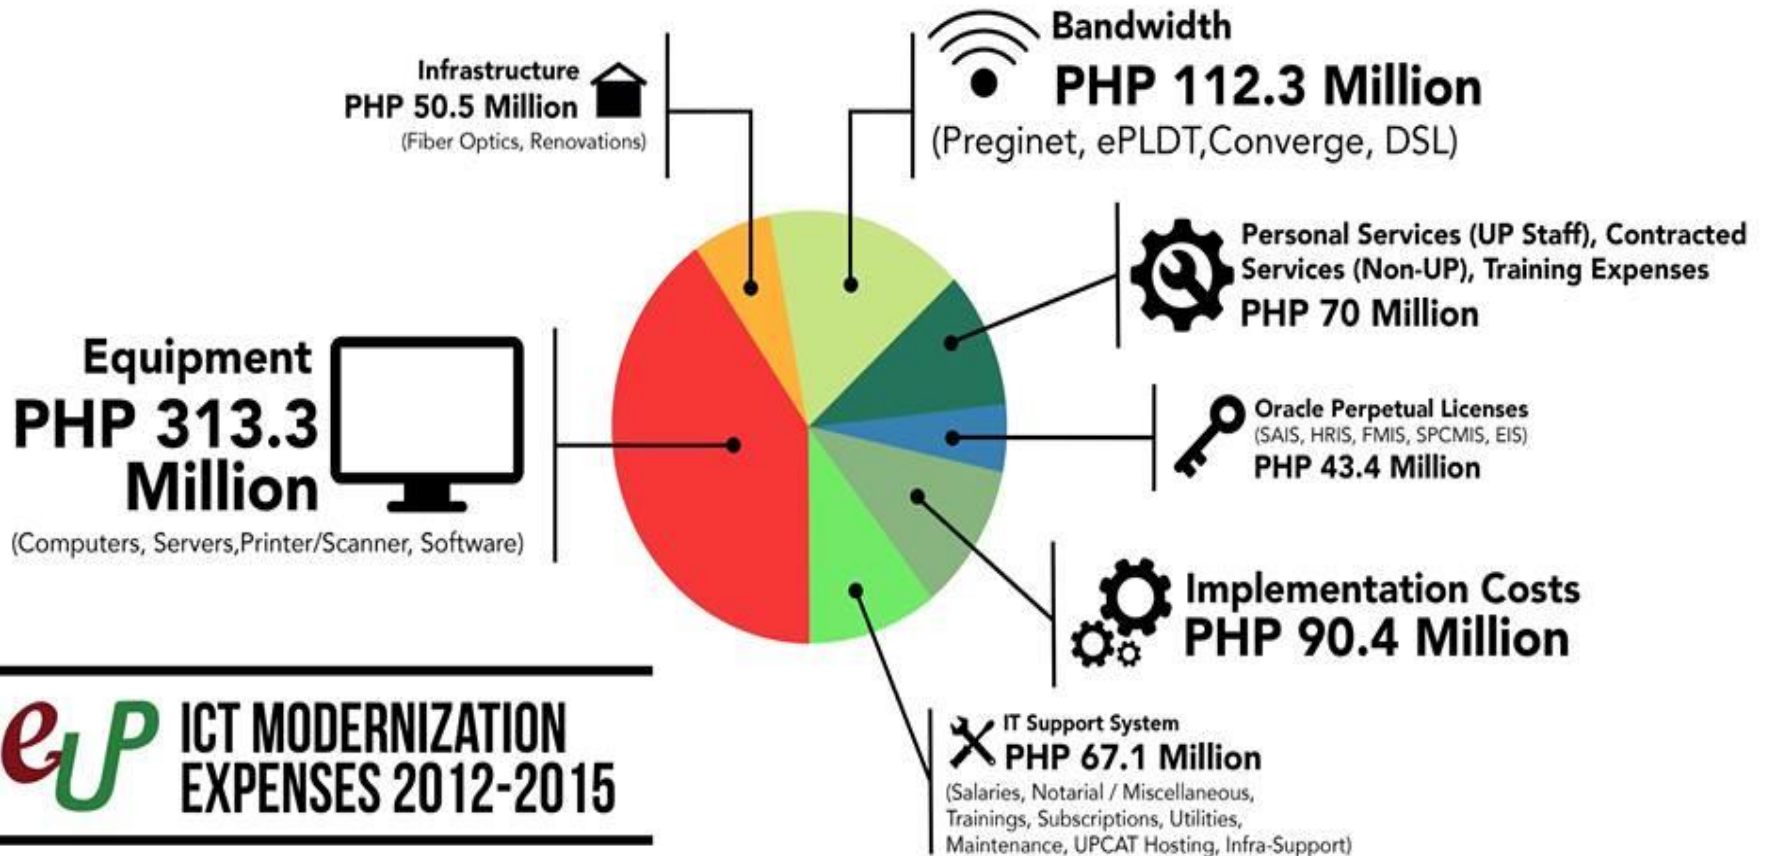 Infrastructure
PHP 50.5 Million
(Fiber Optics, Renovations)
Bandwidth
PHP 112.3 Million
(Preginet, ePLDT,Converge, DSL)
Personal Services (UP Staff), Contracted
Services (Non-UP), Training Expenses
PHP 70 Million
Equipment
PHP 313.3
Million
(Computers, Servers,Printer/Scanner, Software)
Oracle Perpetual Licenses
(SAIS, HRIS, FMIS, SPCMIS, EIS)
PHP 43.4 Million
Implementation Costs
PHP 90.4 Million
IT Support System
PHP 67.1 Million
(Salaries, Notarial / Miscellaneous,
Trainings, Subscriptions, Utilities,
Maintenance, UPCAT Hosting, Infra-Support)
eUP
ICT MODERNIZATION
EXPENSES 2012-2015